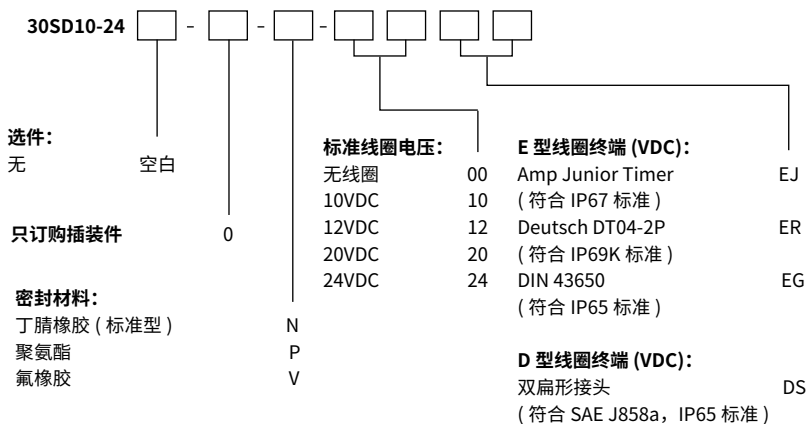 30SD10-24 - - -
选件：
无 空白
只订购插装件 0
密封材料：
丁腈橡胶 ( 标准型 ) N
聚氨酯 P
氟橡胶 V
标准线圈电压：
无线圈 00
10VDC 10
12VDC 12
20VDC 20
24VDC 24
E 型线圈终端 (VDC)：
Amp Junior Timer EJ
( 符合 IP67 标准 )
Deutsch DT04-2P ER
( 符合 IP69K 标准 )
DIN 43650 EG
( 符合 IP65 标准 )
D 型线圈终端 (VDC)：
双扁形接头 DS
( 符合 SAE J858a，IP65 标准 )